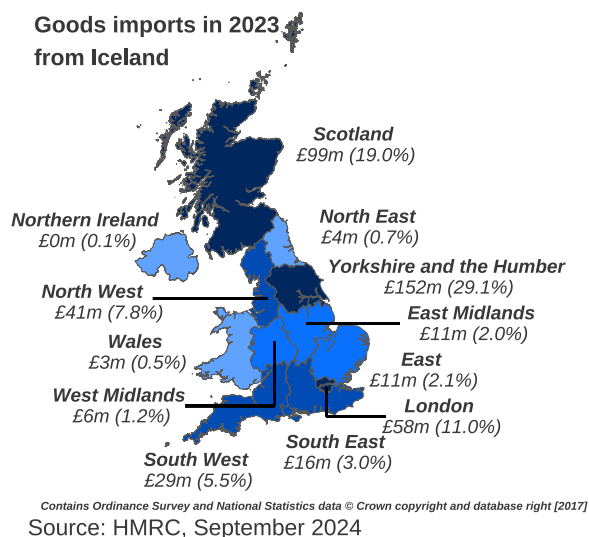 Goods imports in 2023
from Iceland
Scotland
£99m (19.0%)
Northern Ireland
£0m (0.1%)
North East
£4m (0.7%)
Yorkshire and the Humber
£152m (29.1%)
North West
£41m (7.8%)
East Midlands
£11m (2.0%)
Wales
£3m (0.5%)
East
£11m (2.1%)
West Midlands
£6m (1.2%)
London
£58m (11.0%)
South East
£16m (3.0%)
South West
£29m (5.5%)
Contains Ordinance Survey and National Statistics data © Crown copyright and database right [2017]
Source: HMRC, September 2024